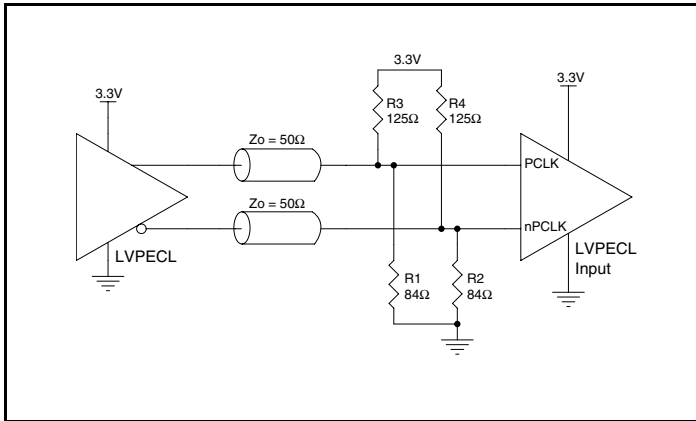 3.3V
3.3V
3.3V
R3
125Ω
R4
125Ω
Zo = 50Ω
PCLK
Zo = 50Ω
nPCLK
LVPECL
LVPECL
Input
R1
84Ω
R2
84Ω